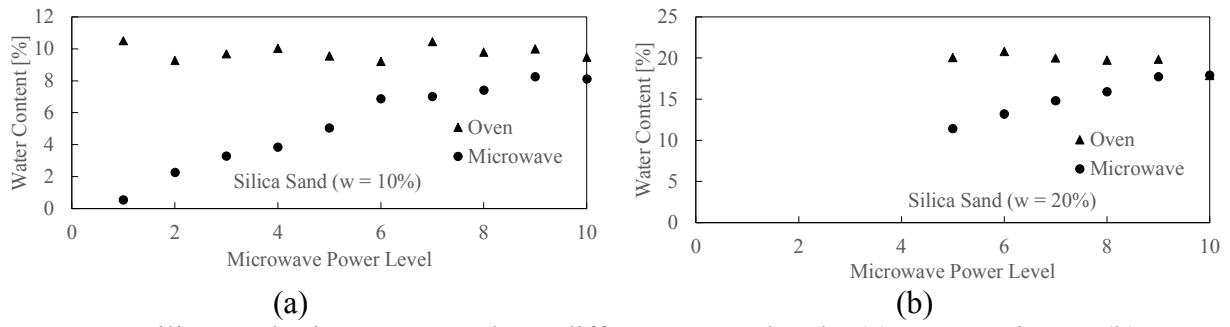 12
10
8
6
4
2
0
Water Content [%]
Oven
Microwave
Silica Sand (w = 10%)
0 2 4 6 8 10
Microwave Power Level
(a)
25
20
15
10
5
0
Water Content [%]
Oven
Microwave
Silica Sand (w = 20%)
0 2 4 6 8 10
Microwave Power Level
(b)